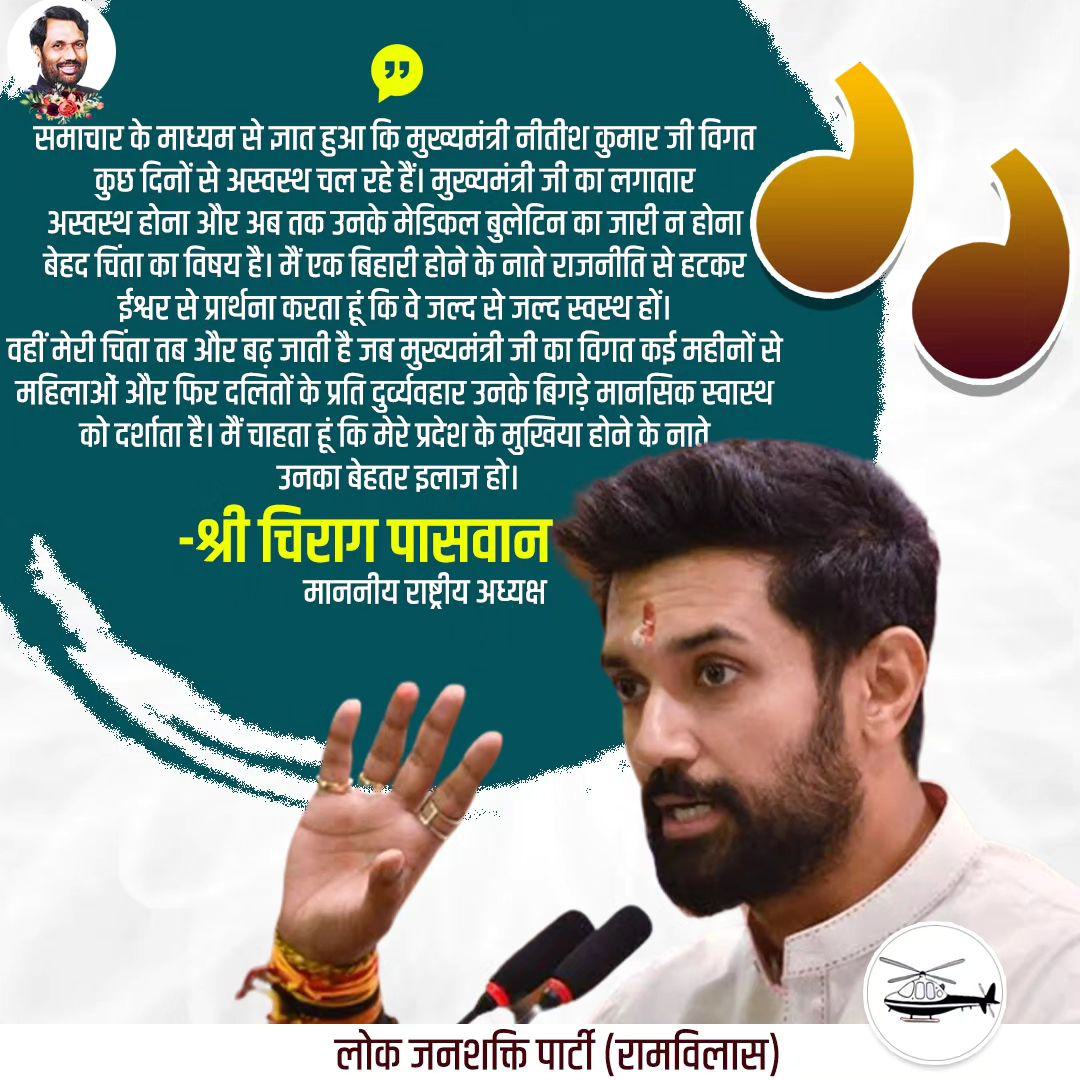 समाचार के माध्यम से ज्ञात हुआ कि मुख्यमंत्री नीतीश कुमार जी विगत
कुछ दिनों से अस्वस्थ चल रहे हैं। मुख्यमंत्री जी का लगातार
अस्वस्थ होना और अब तक उनके मेडिकल बुलेटिन का जारी न होना
बेहद चिंता का विषय है। मैं एक बिहारी होने के नाते राजनीति से हटकर
ईश्वर से प्रार्थना करता हूं कि वे जल्द से जल्द स्वस्थ हों।
वहीं मेरी चिंता तब और बढ़ जाती है जब मुख्यमंत्री जी का विगत कई महीनों से
महिलाओं और फिर दलितों के प्रति दुर्व्यवहार उनके बिगड़े मानसिक स्वास्थ
को दर्शाता है। मैं चाहता हूं कि मेरे प्रदेश के मुखिया होने के नाते
उनका बेहतर इलाज हो।
-श्री चिराग पासवान
माननीय राष्ट्रीय अध्यक्ष
लोक जनशक्ति पार्टी (रामविलास)